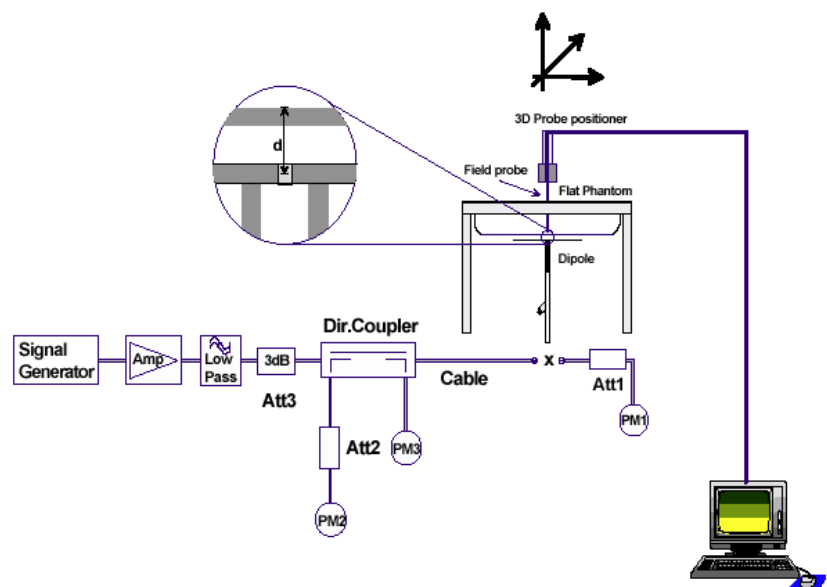 3D Probe positioner
d
Field probe
Flat Phantom
Dipole
Dir.Coupler
Signal
Generator
Amp
Low
Pass
3dB
Cable
x
Att3
Att1
PM1
Att2
PM3
PM2